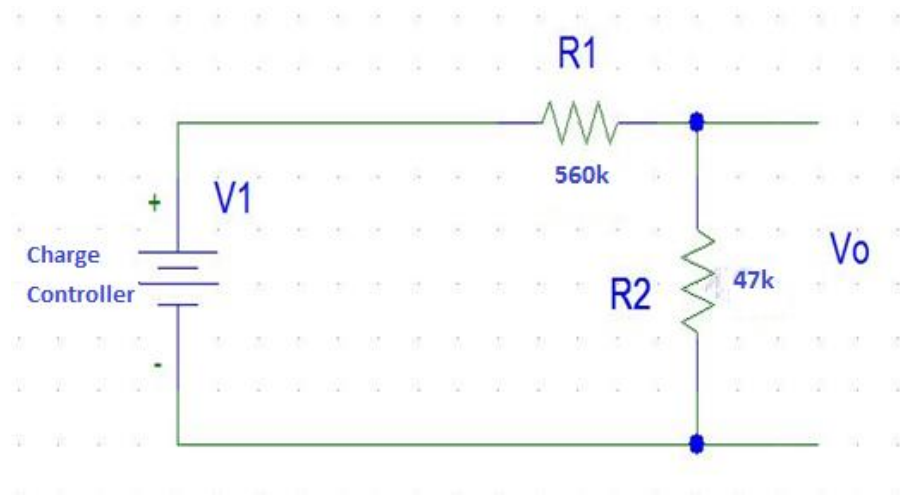 R1
560k
+
V1
Charge
Controller
R2
47k
Vo
-